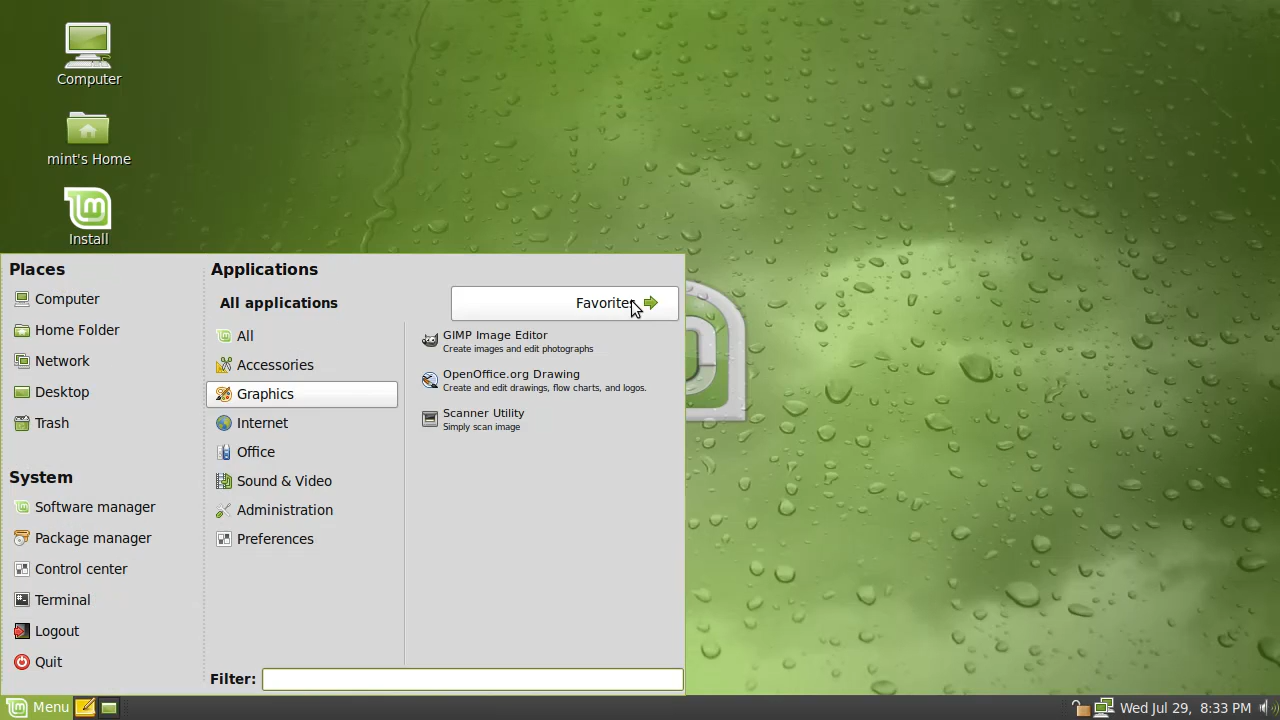 Computer
mint's Home
Install
Places
Computer
Home Folder
Network
Desktop
Trash
System
Software manager
Package manager
Control center
Terminal
Logout
Quit
Applications
All applications
Favorites
All
Accessories
Graphics
Internet
Office
Sound & Video
Administration
Preferences
GIMP Image Editor
Create images and edit photographs
OpenOffice.org Drawing
Create and edit drawings, flow charts, and logos.
Scanner Utility
Simply scan image
Filter:
Menu
Wed Jul 29, 8:33 PM